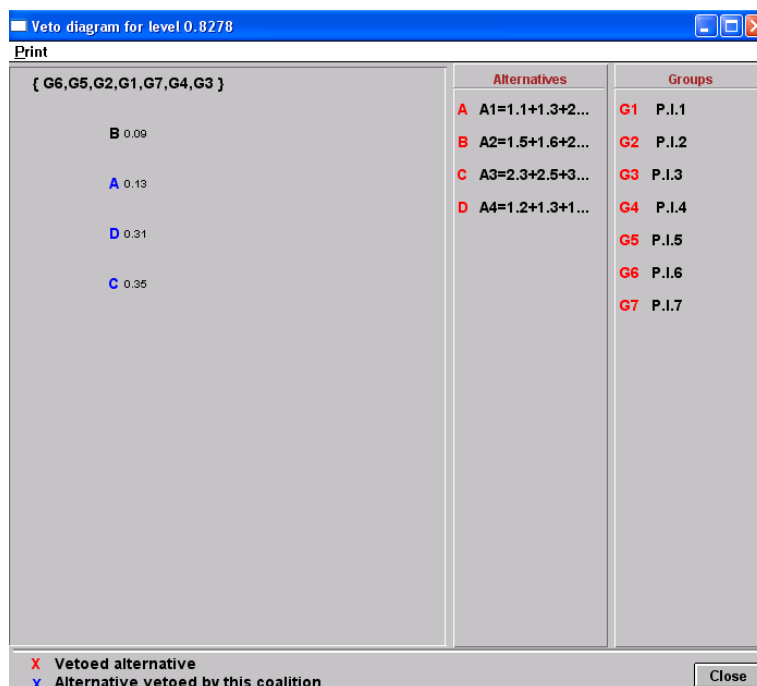 Veto diagram for level 0.8278
Print
{ G6,G5,G2,G1,G7,G4,G3 }
B 0.09
A 0.13
D 0.31
C 0.35
Alternatives
A A1=1.1+1.3+2...
B A2=1.5+1.6+2...
C A3=2.3+2.5+3...
D A4=1.2+1.3+1...
Groups
G1 P.I.1
G2 P.I.2
G3 P.I.3
G4 P.I.4
G5 P.I.5
G6 P.I.6
G7 P.I.7
X Vetoed alternative
X Alternative vetoed by this coalition
Close